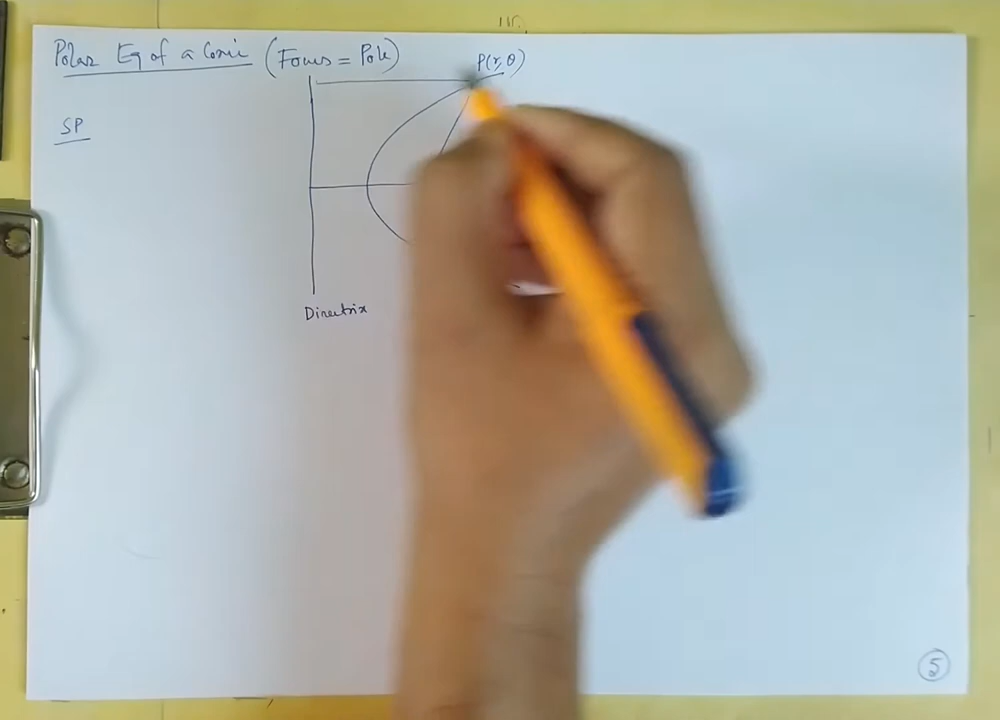 Polar Eq of a Conic (Focus = Pole)
P(r, θ)
SP
Directrix
5